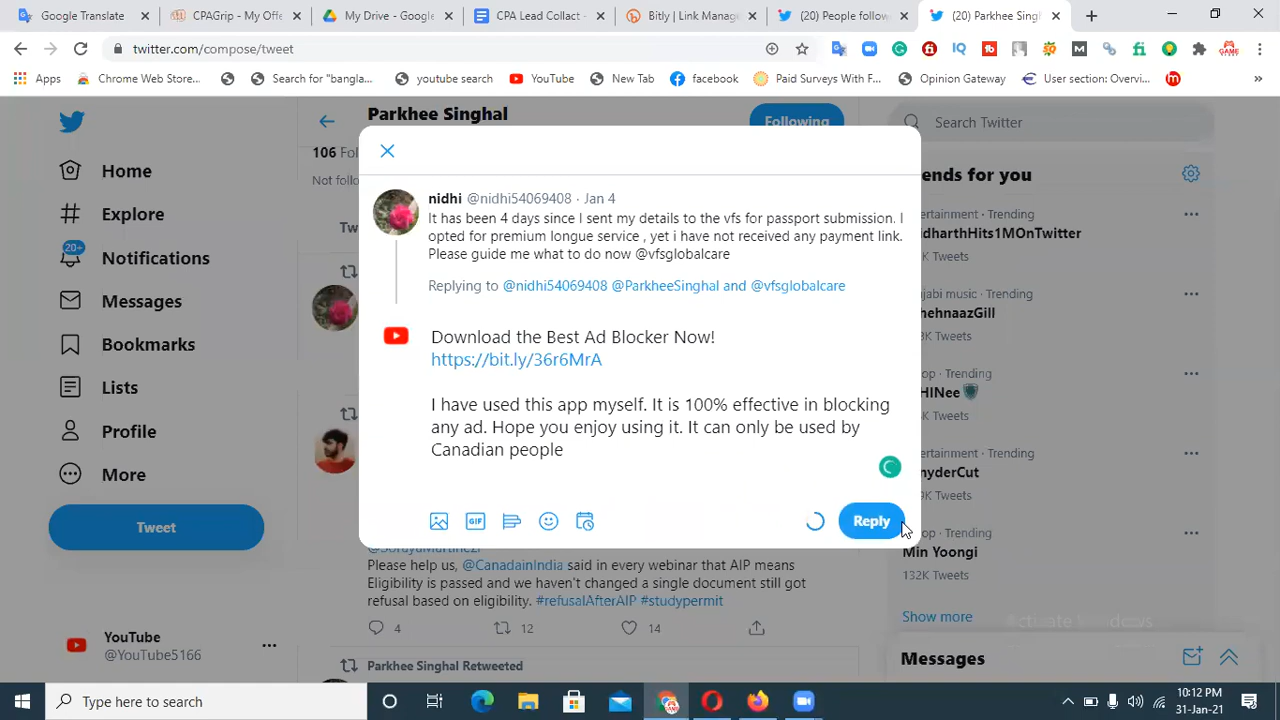 Google Translate
CPAGrip - My Offe
My Drive - Google
CPA Lead Collact -
Bitly | Link Manag
(20) People follow
(20) Parkhee Sing
twitter.com/compose/tweet
Apps
Chrome Web Store...
Search for "bangla...
youtube search
YouTube
New Tab
facebook
Paid Surveys With F...
Opinion Gateway
User section: Overvi...
»
Home
Explore
20+
Notifications
Messages
Bookmarks
Lists
Profile
More
Tweet
YouTube
@YouTube5166
Parkhee Singhal
Following
106 Fol
Not follo
Tw
nidhi @nidhi54069408 · Jan 4
It has been 4 days since I sent my details to the vfs for passport submission. I
opted for premium longue service , yet i have not received any payment link.
Please guide me what to do now @vfsglobalcare
Replying to @nidhi54069408 @ParkheeSinghal and @vfsglobalcare
Download the Best Ad Blocker Now!
https://bit.ly/36r6MrA
I have used this app myself. It is 100% effective in blocking
any ad. Hope you enjoy using it. It can only be used by
Canadian people
GIF
Reply
Please help us, @CanadainIndia said in every webinar that AIP means
Eligibility is passed and we haven't changed a single document still got
refusal based on eligibility. #refusalAfterAIP #studypermit
4
12
14
Parkhee Singhal Retweeted
Search Twitter
ends for you
ertainment · Trending
ldharthHits1MOnTwitter
K Tweets
njabi music · Trending
hehnaazGill
K Tweets
op · Trending
HINee
K Tweets
ertainment · Trending
nyderCut
K Tweets
op · Trending
Min Yoongi
132K Tweets
Show more
Messages
Type here to search
10:12 PM
31-Jan-21